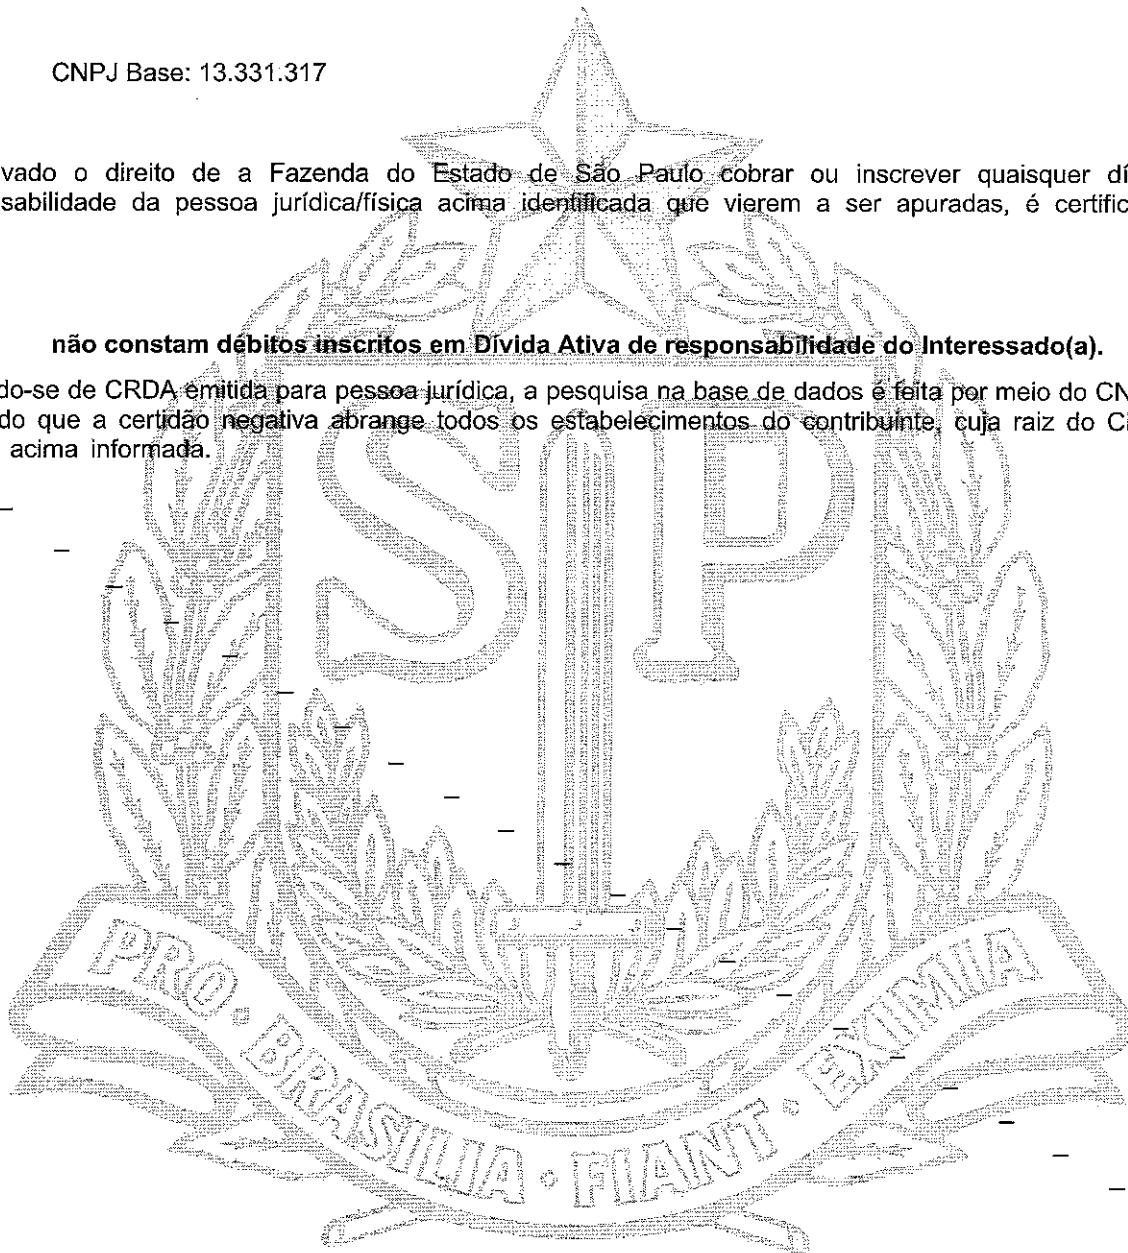 CNPJ Base: 13.331.317
vado o direito de a Fazenda do Estado de São Paulo cobrar ou inscrever quaisquer dí
sabilidade da pessoa jurídica/física acima identificada que vierem a ser apuradas, é certific
não constam débitos inscritos em Dívida Ativa de responsabilidade do Interessado(a).
do-se de CRDA emitida para pessoa jurídica, a pesquisa na base de dados é feita por meio do CN
do que a certidão negativa abrange todos os estabelecimentos do contribuinte, cuja raiz do C
acima informada.
SP
PRO · BRASILIA · FIANT · EXIMIA